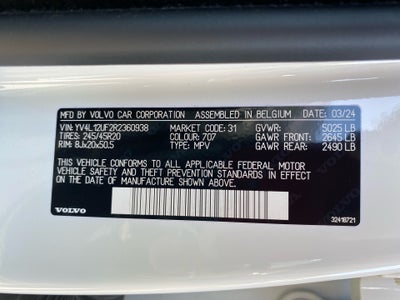 MFD BY VOLVO CAR CORPORATION ASSEMBLED IN BELGIUM DATE: 03/24
VIN: YV4L12UF2R2360938 MARKET CODE: 31 GVWR: 5025 LB
TIRES: 245/45R20 COLOUR: 707 GAWR FRONT: 2645 LB
RIM: 8Jx20x50.5 TYPE: MPV GAWR REAR: 2490 LB
THIS VEHICLE CONFORMS TO ALL APPLICABLE FEDERAL MOTOR
VEHICLE SAFETY AND THEFT PREVENTION STANDARDS IN EFFECT
ON THE DATE OF MANUFACTURE SHOWN ABOVE.
VOLVO
32418721